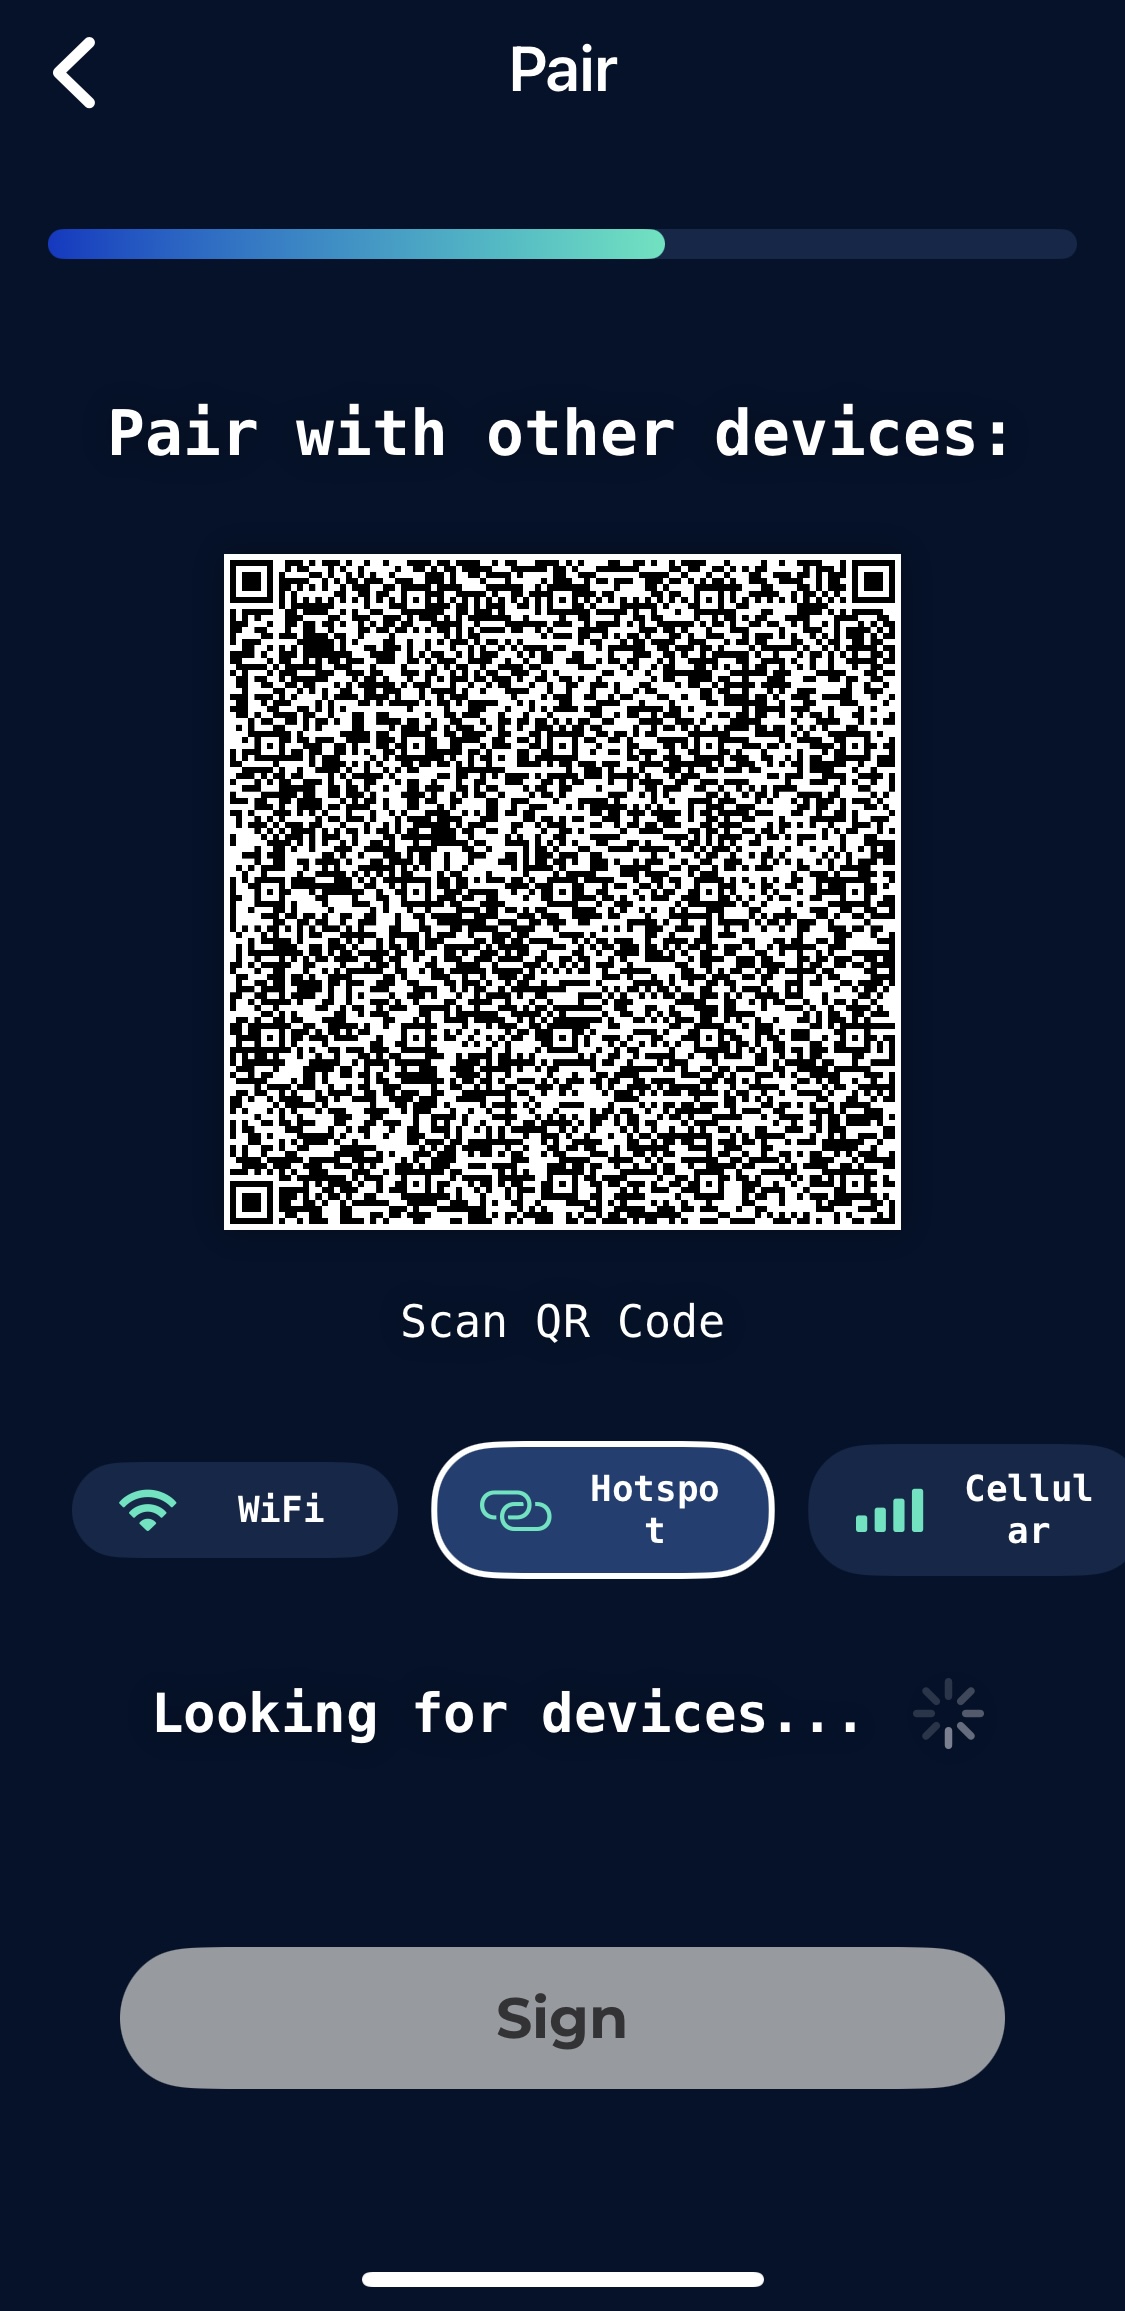 Pair
Pair with other devices:
Scan QR Code
WiFi
Hotspo
t
Cellul
ar
Looking for devices...
Sign